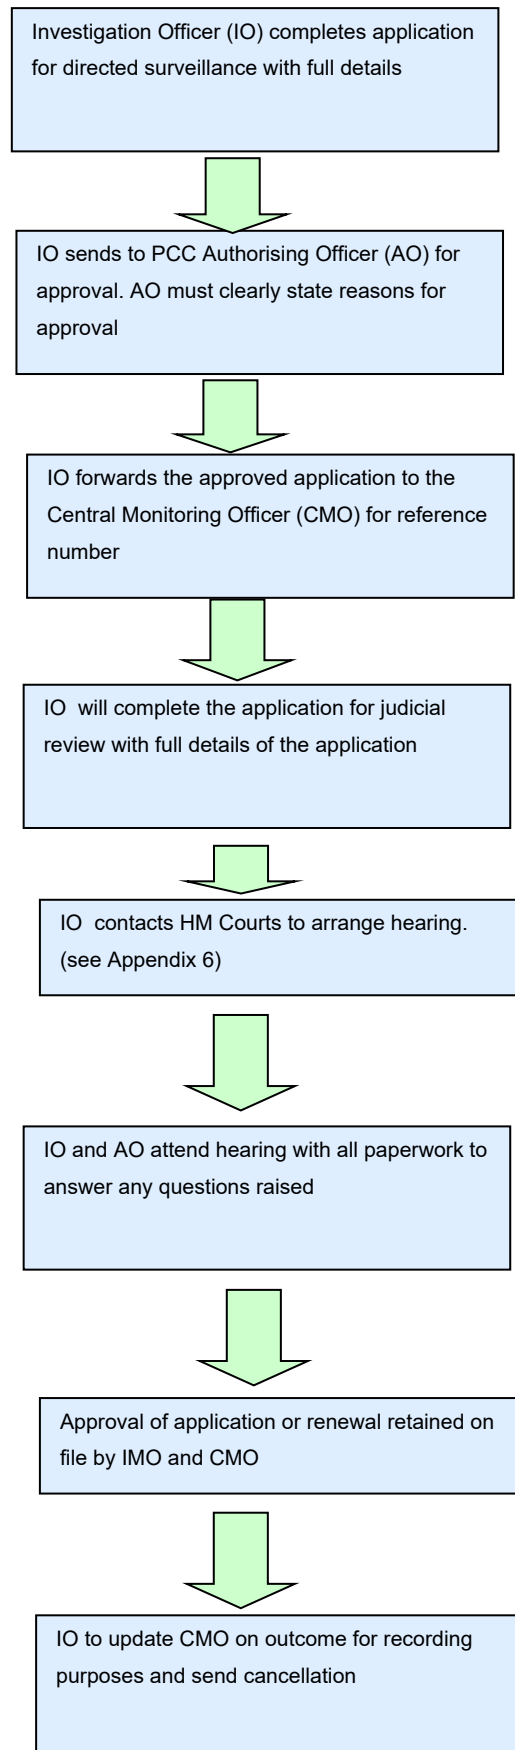 Investigation Officer (IO) completes application
for directed surveillance with full details
IO sends to PCC Authorising Officer (AO) for
approval. AO must clearly state reasons for
approval
IO forwards the approved application to the
Central Monitoring Officer (CMO) for reference
number
IO  will complete the application for judicial
review with full details of the application
IO  contacts HM Courts to arrange hearing.
(see Appendix 6)
IO and AO attend hearing with all paperwork to
answer any questions raised
Approval of application or renewal retained on
file by IMO and CMO
IO to update CMO on outcome for recording
purposes and send cancellation